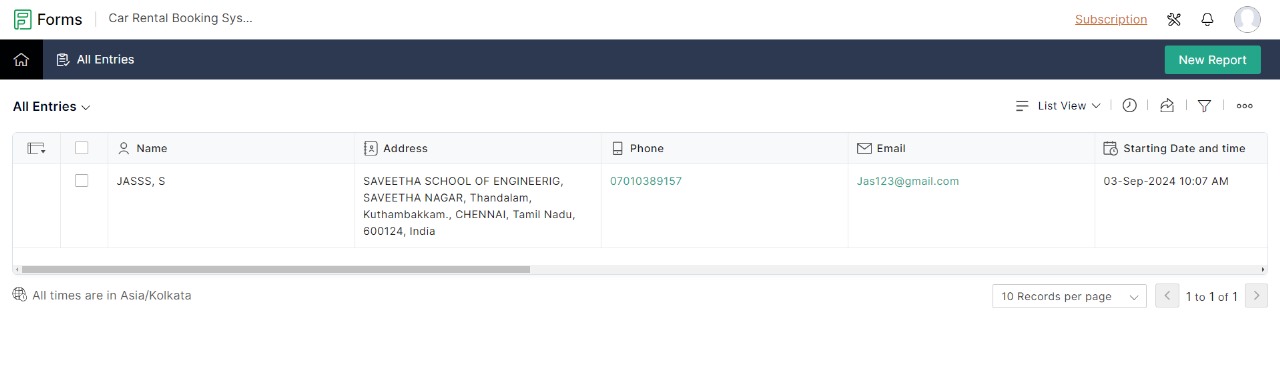 Forms
Car Rental Booking Sys...
Subscription
All Entries
New Report
All Entries
List View
Name
Address
Phone
Email
Starting Date and time
JASSS, S
SAVEETHA SCHOOL OF ENGINEERIG,
SAVEETHA NAGAR, Thandalam,
Kuthambakkam., CHENNAI, Tamil Nadu,
600124, India
07010389157
Jas123@gmail.com
03-Sep-2024 10:07 AM
All times are in Asia/Kolkata
10 Records per page
1 to 1 of 1